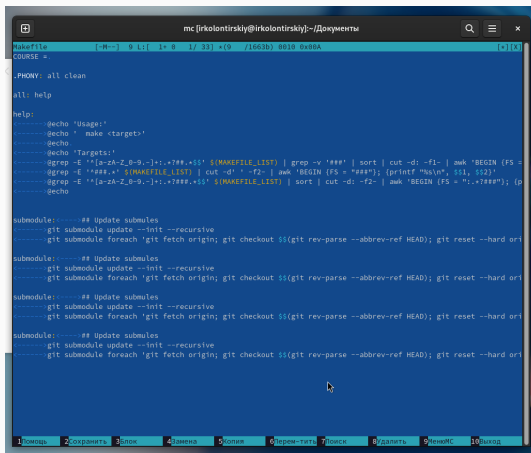 mc [irkolontirskiy@irkolontirskiy]:~/Документы
Makefile [-M--] 9 L:[ 1+ 0 1/ 33] *(9 /1663b) 0010 0x00A [*][X]
COURSE =
.PHONY: all clean
all: help
help:
<------>@echo 'Usage:'
<------>@echo ' make <target>'
<------>@echo
<------>@echo 'Targets:'
<------>@grep -E '^[a-zA-Z_0-9.-]+:.*?##.+$$' $(MAKEFILE_LIST) | grep -v '###' | sort | cut -d: -f1- | awk 'BEGIN {FS =
<------>@grep -E '^###.+' $(MAKEFILE_LIST) | cut -d' ' -f2- | awk 'BEGIN {FS = "###"}; {printf "%s\n", $$1, $$2}'
<------>@grep -E '^[a-zA-Z_0-9.-]+:.*?###.+$$' $(MAKEFILE_LIST) | sort | cut -d: -f2- | awk 'BEGIN {FS = ":.*?###"}; {p
<------>@echo
submodule:<----->## Update submules
<------>git submodule update --init --recursive
<------>git submodule foreach 'git fetch origin; git checkout $$(git rev-parse --abbrev-ref HEAD); git reset --hard ori
submodule:<----->## Update submules
<------>git submodule update --init --recursive
<------>git submodule foreach 'git fetch origin; git checkout $$(git rev-parse --abbrev-ref HEAD); git reset --hard ori
submodule:<----->## Update submules
<------>git submodule update --init --recursive
<------>git submodule foreach 'git fetch origin; git checkout $$(git rev-parse --abbrev-ref HEAD); git reset --hard ori
submodule:<----->## Update submules
<------>git submodule update --init --recursive
<------>git submodule foreach 'git fetch origin; git checkout $$(git rev-parse --abbrev-ref HEAD); git reset --hard ori
1Помощь 2Сохранить 3Блок 4Замена 5Копия 6Перем~тить 7Поиск 8Удалить 9МенюMC 10Выход